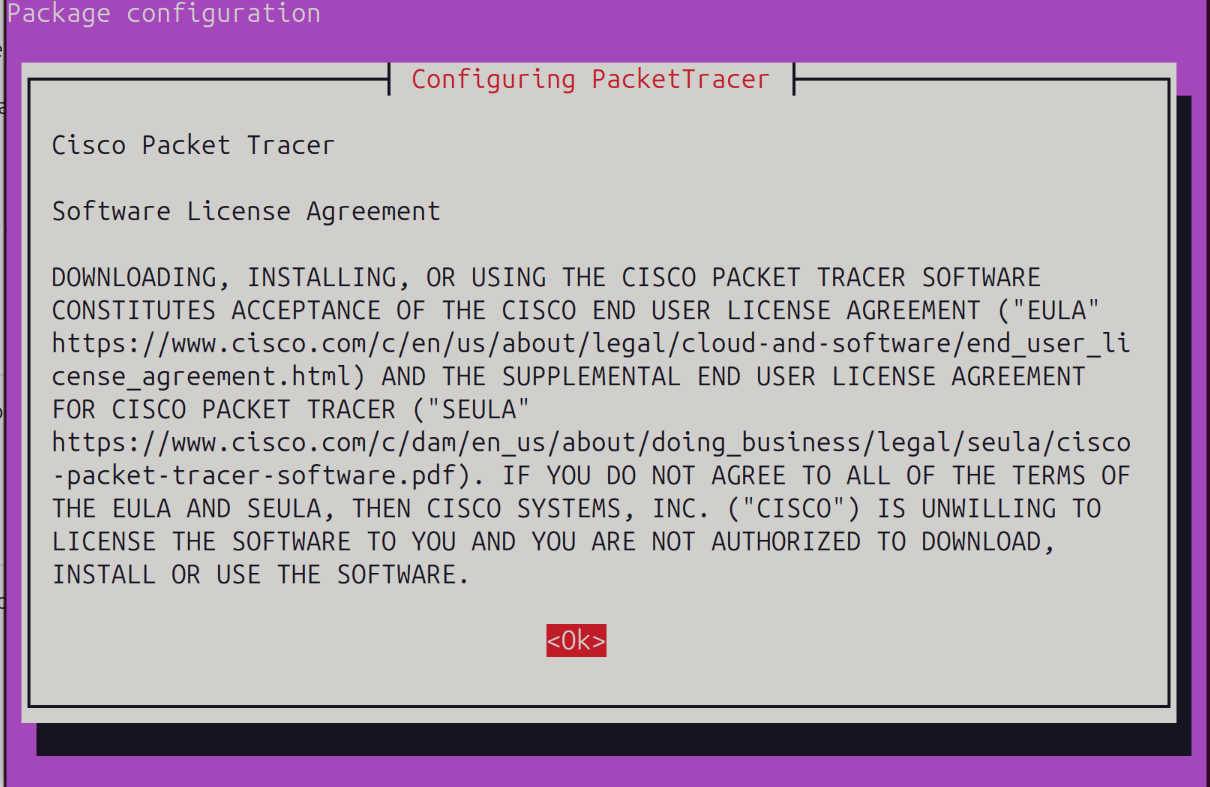 Package configuration
Configuring PacketTracer
Cisco Packet Tracer
Software License Agreement
DOWNLOADING, INSTALLING, OR USING THE CISCO PACKET TRACER SOFTWARE
CONSTITUTES ACCEPTANCE OF THE CISCO END USER LICENSE AGREEMENT ("EULA"
https://www.cisco.com/c/en/us/about/legal/cloud-and-software/end_user_li
cense_agreement.html) AND THE SUPPLEMENTAL END USER LICENSE AGREEMENT
FOR CISCO PACKET TRACER ("SEULA"
https://www.cisco.com/c/dam/en_us/about/doing_business/legal/seula/cisco
-packet-tracer-software.pdf). IF YOU DO NOT AGREE TO ALL OF THE TERMS OF
THE EULA AND SEULA, THEN CISCO SYSTEMS, INC. ("CISCO") IS UNWILLING TO
LICENSE THE SOFTWARE TO YOU AND YOU ARE NOT AUTHORIZED TO DOWNLOAD,
INSTALL OR USE THE SOFTWARE.
<Ok>